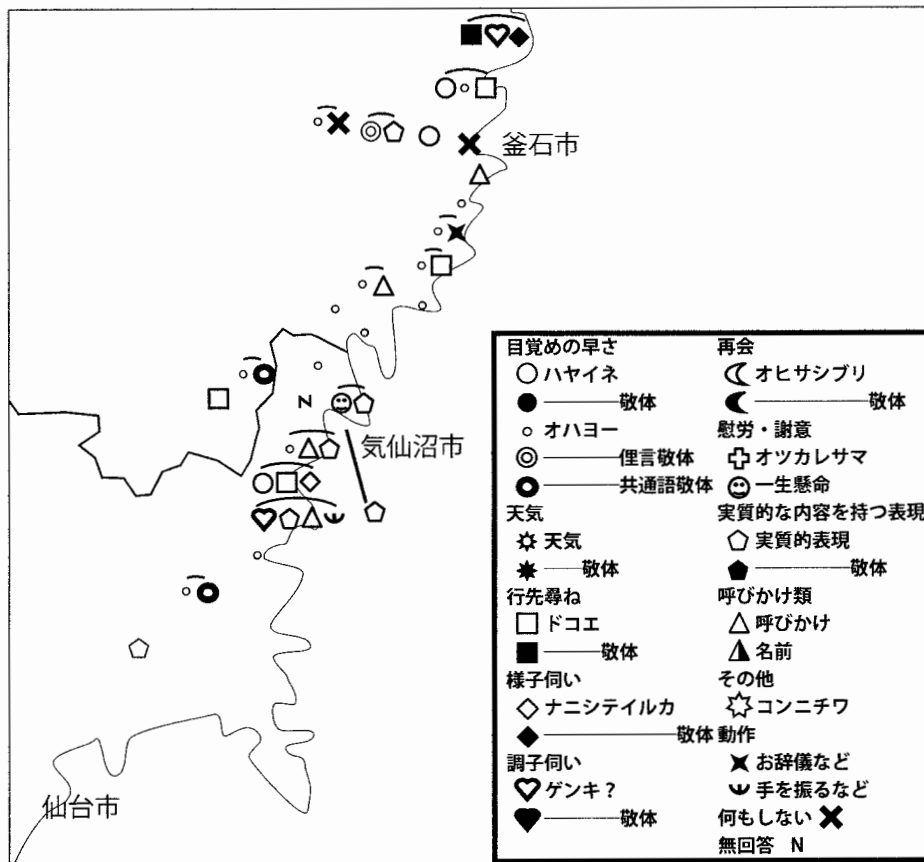 釜石市
N
気仙沼市
仙台市
目覚めの早さ
ハヤイネ
敬体
オハヨー
俚言敬体
共通語敬体
天気
天気
敬体
行先尋ね
ドコエ
敬体
様子伺い
ナニシテイルカ
敬体
調子伺い
ゲンキ？
敬体
再会
オヒサシブリ
敬体
慰労・謝意
オツカレサマ
一生懸命
実質的な内容を持つ表現
実質的表現
敬体
呼びかけ類
呼びかけ
名前
その他
コンニチワ
動作
お辞儀など
手を振るなど
何もしない
無回答 N